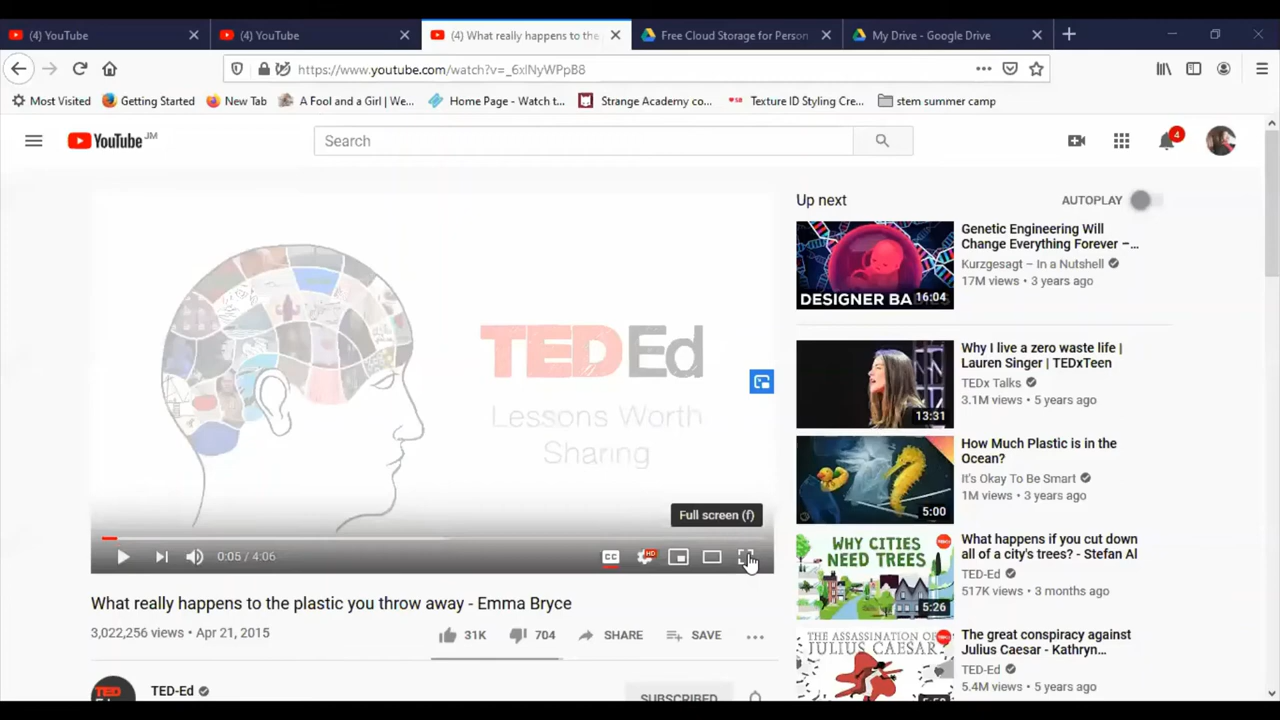 (4) YouTube
(4) YouTube
(4) What really happens to the
Free Cloud Storage for Person
My Drive - Google Drive
https://www.youtube.com/watch?v=_6xlNyWPpB8
Most Visited
Getting Started
New Tab
A Fool and a Girl | We...
Home Page - Watch t...
Strange Academy co...
Texture ID Styling Cre...
stem summer camp
YouTube JM
Search
4
TEDEd
Lessons Worth
Sharing
Full screen (f)
0:05 / 4:06
CC
HD
What really happens to the plastic you throw away - Emma Bryce
3,022,256 views • Apr 21, 2015
31K
704
SHARE
SAVE
TED
TED-Ed
SUBSCRIBED
Up next
AUTOPLAY
DESIGNER BABIES
16:04
Genetic Engineering Will
Change Everything Forever –...
Kurzgesagt – In a Nutshell
17M views • 3 years ago
13:31
Why I live a zero waste life |
Lauren Singer | TEDxTeen
TEDx Talks
3.1M views • 5 years ago
5:00
How Much Plastic is in the
Ocean?
It's Okay To Be Smart
1M views • 3 years ago
WHY CITIES
NEED TREES
5:26
What happens if you cut down
all of a city's trees? - Stefan Al
TED-Ed
517K views • 3 months ago
THE ASSASSINATION OF
JULIUS CAESAR
The great conspiracy against
Julius Caesar - Kathryn...
TED-Ed
5.4M views • 5 years ago